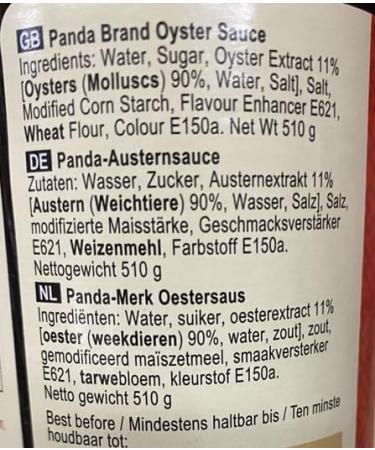 GB Panda Brand Oyster Sauce
Ingredients: Water, Sugar, Oyster Extract 11%
[Oysters (Molluscs) 90%, Water, Salt], Salt,
Modified Corn Starch, Flavour Enhancer E621,
Wheat Flour, Colour E150a. Net Wt 510 g
DE Panda-Austernsauce
Zutaten: Wasser, Zucker, Austernextrakt 11%
[Austern (Weichtiere) 90%, Wasser, Salz], Salz,
modifizierte Maisstärke, Geschmacksverstärker
E621, Weizenmehl, Farbstoff E150a.
Nettogewicht 510 g
NL Panda-Merk Oestersaus
Ingrediënten: Water, suiker, oesterextract 11%
[oester (weekdieren) 90%, water, zout], zout,
gemodificeerd maïszetmeel, smaakversterker
E621, tarwebloem, kleurstof E150a.
Netto gewicht 510 g
Best before / Mindestens haltbar bis / Ten minste
houdbaar tot: